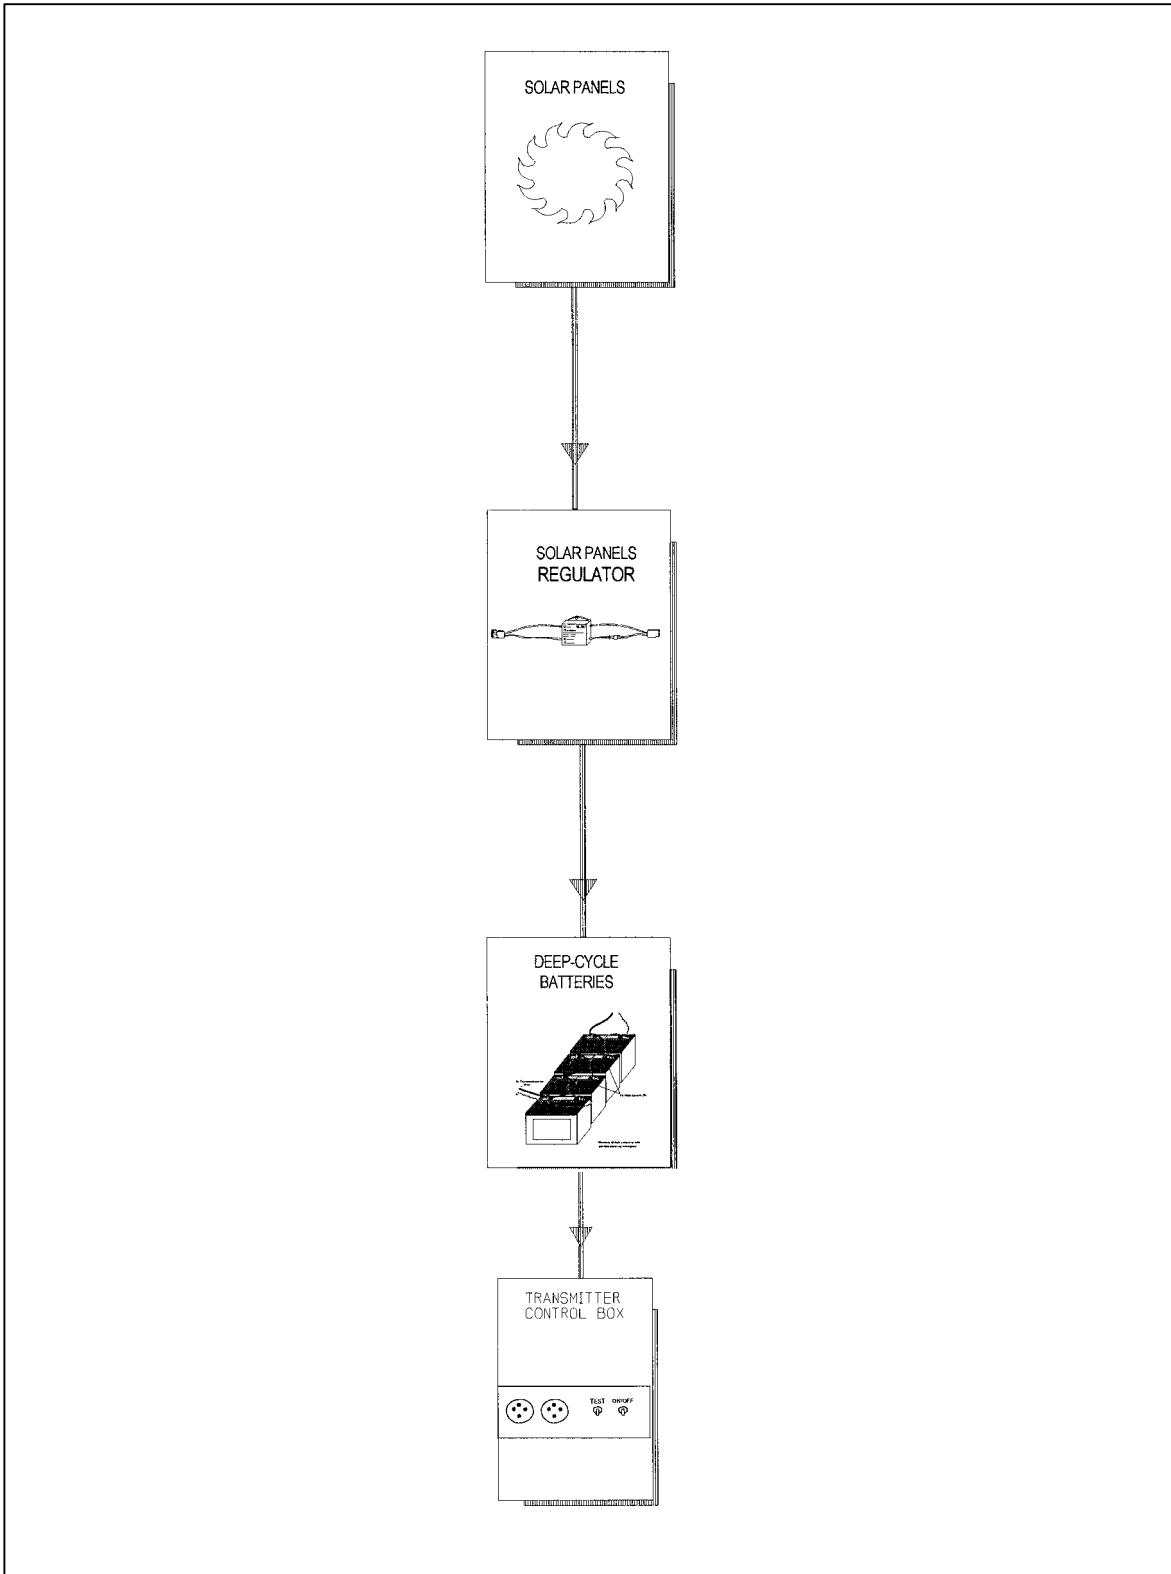 SOLAR PANELS
SOLAR PANELS
REGULATOR
DEEP-CYCLE
BATTERIES
TRANSMITTER
CONTROL BOX
TEST ON/OFF